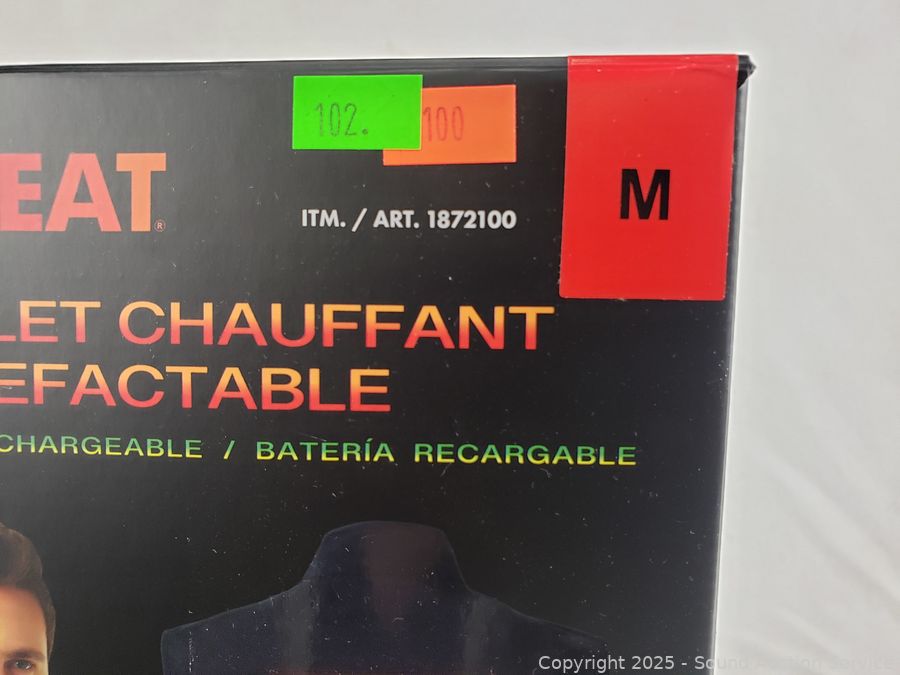 102.
100
EAT®
ITM. / ART. 1872100
M
LET CHAUFFANT
EFACTABLE
CHARGEABLE / BATERÍA RECARGABLE
Copyright 2025 - Sound Auction Service